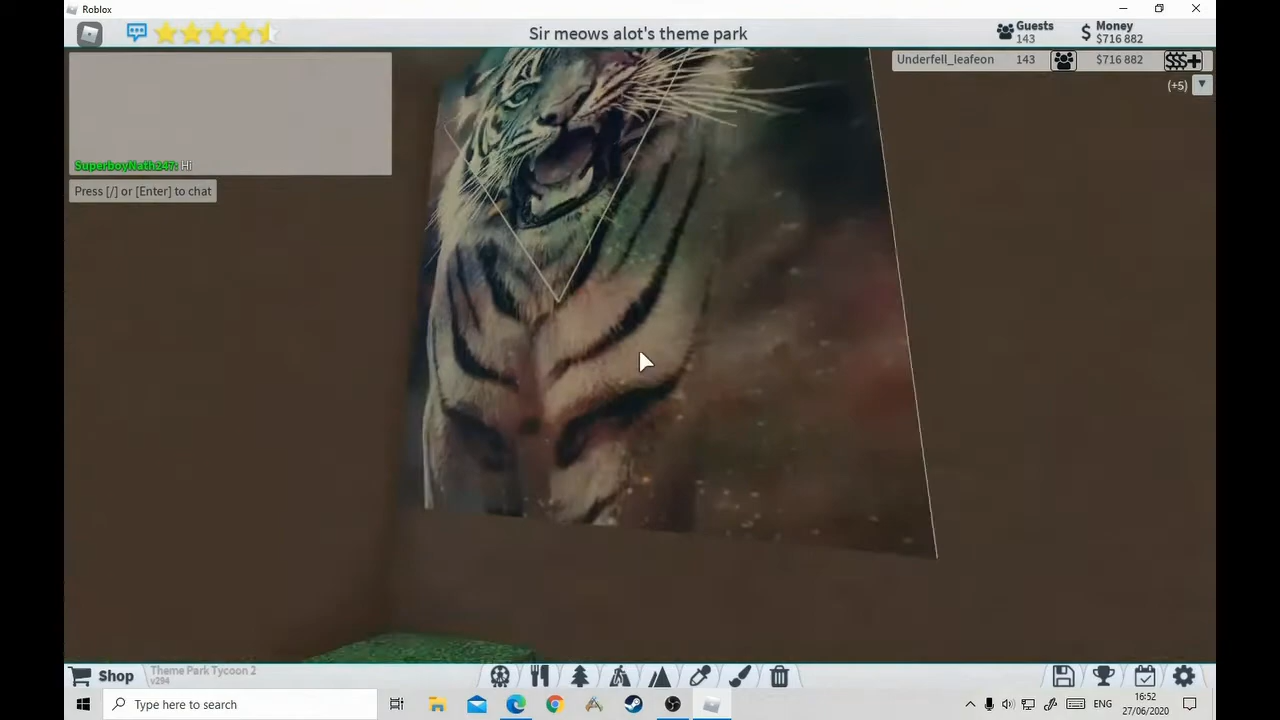 Roblox
Sir meows alot's theme park
Guests
143
Money
$716 882
Underfell_leafeon 143 $716 882
(+5)
SuperboyNath247: Hi
Press [/] or [Enter] to chat
Shop
Theme Park Tycoon 2
v294
Type here to search
ENG
16:52
27/06/2020